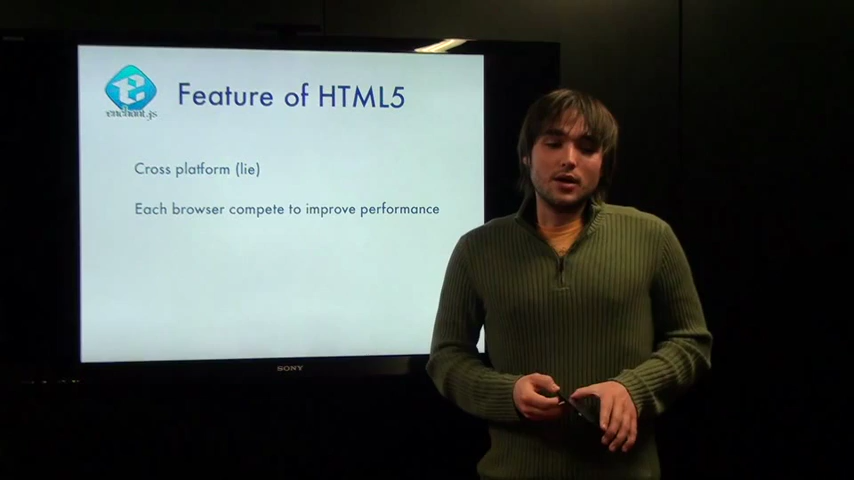 Feature of HTML5
enchant.js
Cross platform (lie)
Each browser compete to improve performance
SONY